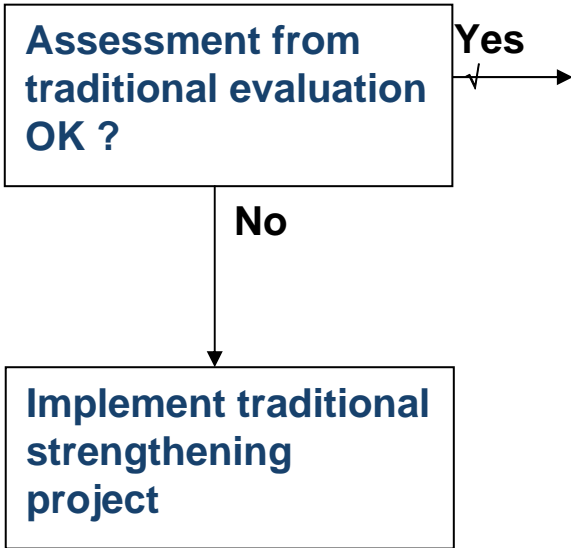 Assessment from
traditional evaluation
OK ?
Yes
√
No
Implement traditional
strengthening
project